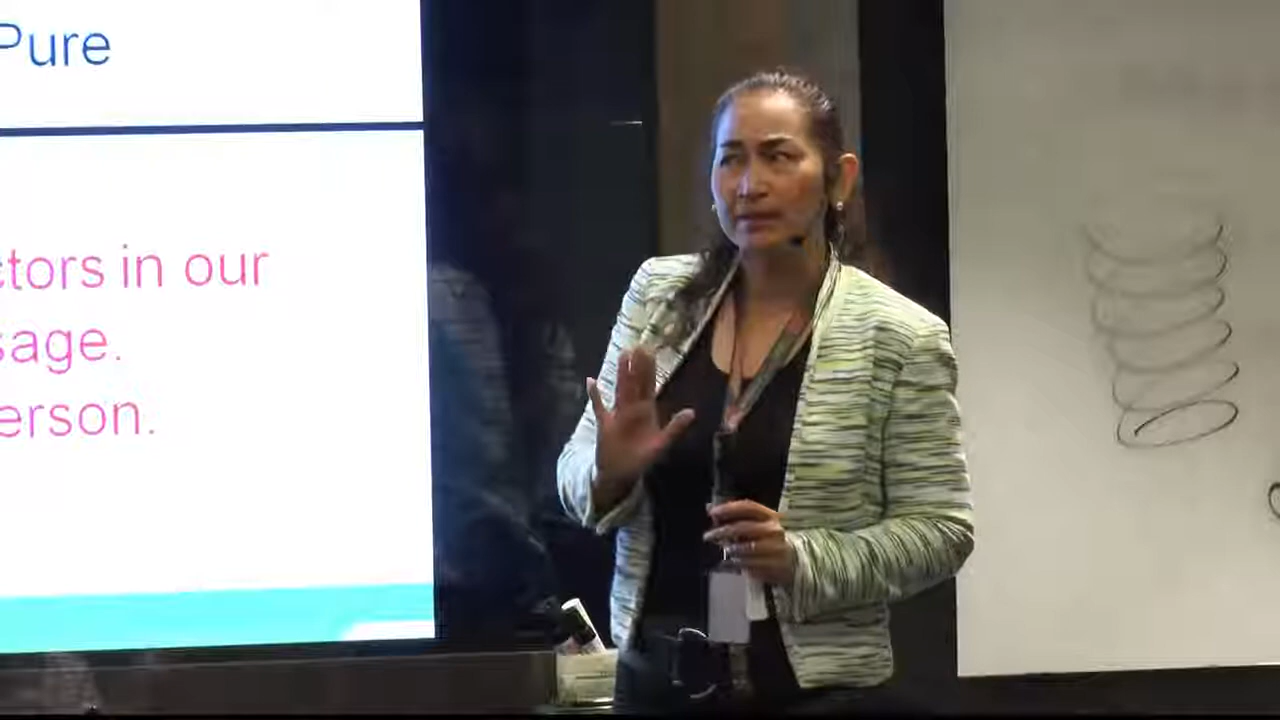 Pure
ctors in our
sage.
erson.